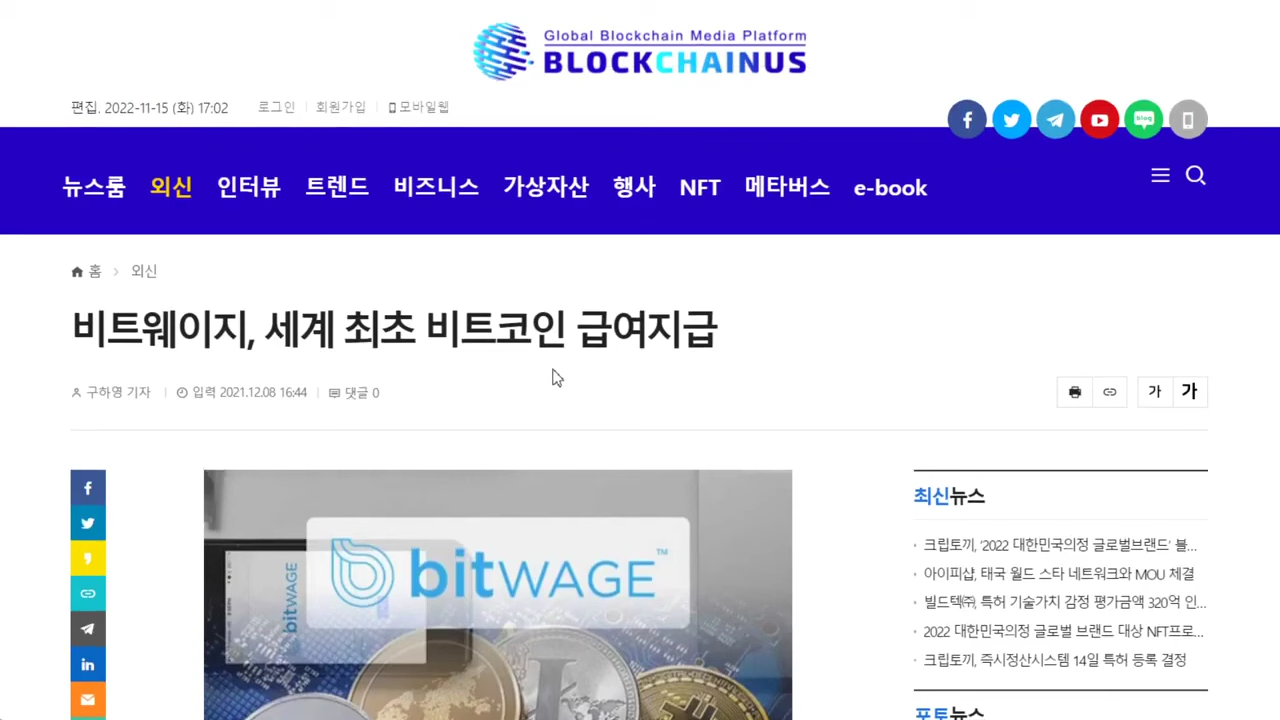 Global Blockchain Media Platform
BLOCKCHAINUS
편집. 2022-11-15 (화) 17:02 로그인 회원가입 모바일웹
blog
뉴스룸 외신 인터뷰 트렌드 비즈니스 가상자산 행사 NFT 메타버스 e-book
홈 > 외신
비트웨이지, 세계 최초 비트코인 급여지급
구하영 기자 입력 2021.12.08 16:44 댓글 0
가 가
bitWAGE™
bitWAGE
최신뉴스
크립토끼, '2022 대한민국의정 글로벌브랜드' 블...
아이피샵, 태국 월드 스타 네트워크와 MOU 체결
빌드텍㈜, 특허 기술가치 감정 평가금액 320억 인...
2022 대한민국의정 글로벌 브랜드 대상 NFT프로...
크립토끼, 즉시정산시스템 14일 특허 등록 결정
포토뉴스